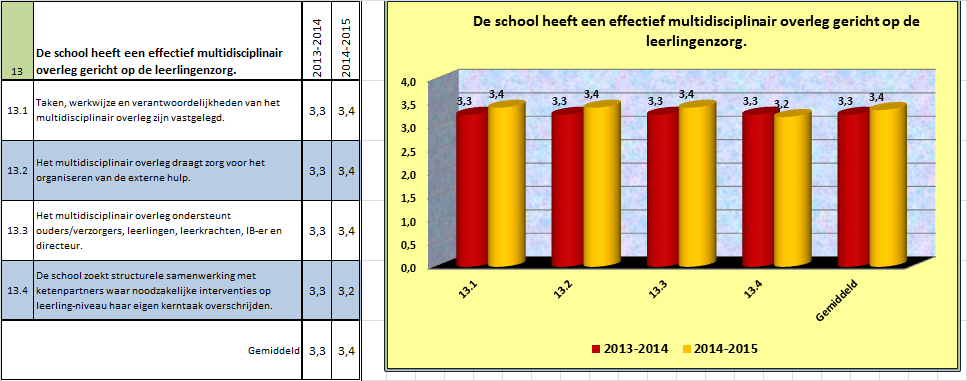 13 De school heeft een effectief multidisciplinair
overleg gericht op de leerlingenzorg.
2013-2014 2014-2015
13.1 Taken, werkwijze en verantwoordelijkheden van het
multidisciplinair overleg zijn vastgelegd.
3,3 3,4
13.2 Het multidisciplinair overleg draagt zorg voor het
organiseren van de externe hulp.
3,3 3,4
13.3 Het multidisciplinair overleg ondersteunt
ouders/verzorgers, leerlingen, leerkrachten, IB-er en
directeur.
3,3 3,4
13.4 De school zoekt structurele samenwerking met
ketenpartners waar noodzakelijke interventies op
leerling-niveau haar eigen kerntaak overschrijden.
3,3 3,2
Gemiddeld 3,3 3,4
De school heeft een effectief multidisciplinair overleg gericht op de
leerlingenzorg.
4,0
3,5
3,0
2,5
2,0
1,5
1,0
0,5
0,0
3,3 3,4 3,3 3,4 3,3 3,4 3,3 3,2 3,3 3,4
13.1 13.2 13.3 13.4 Gemiddeld
2013-2014 2014-2015